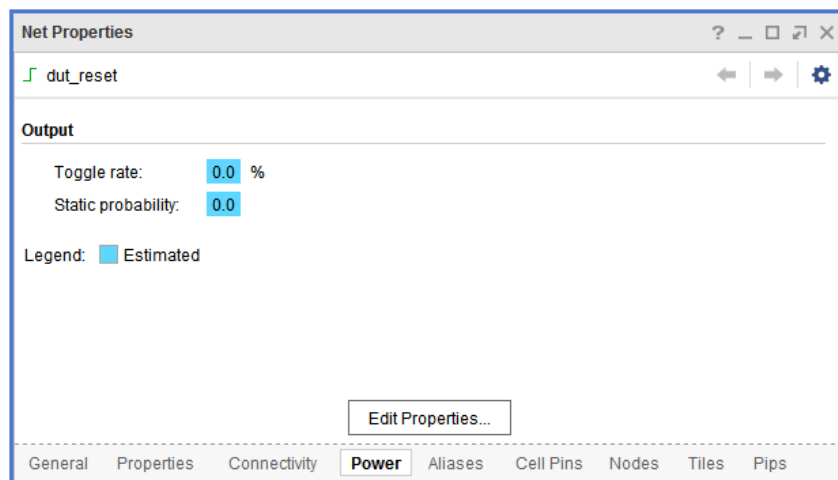 Net Properties
dut_reset
Output
Toggle rate: 0.0 %
Static probability: 0.0
Legend: Estimated
Edit Properties...
General Properties Connectivity Power Aliases Cell Pins Nodes Tiles Pips